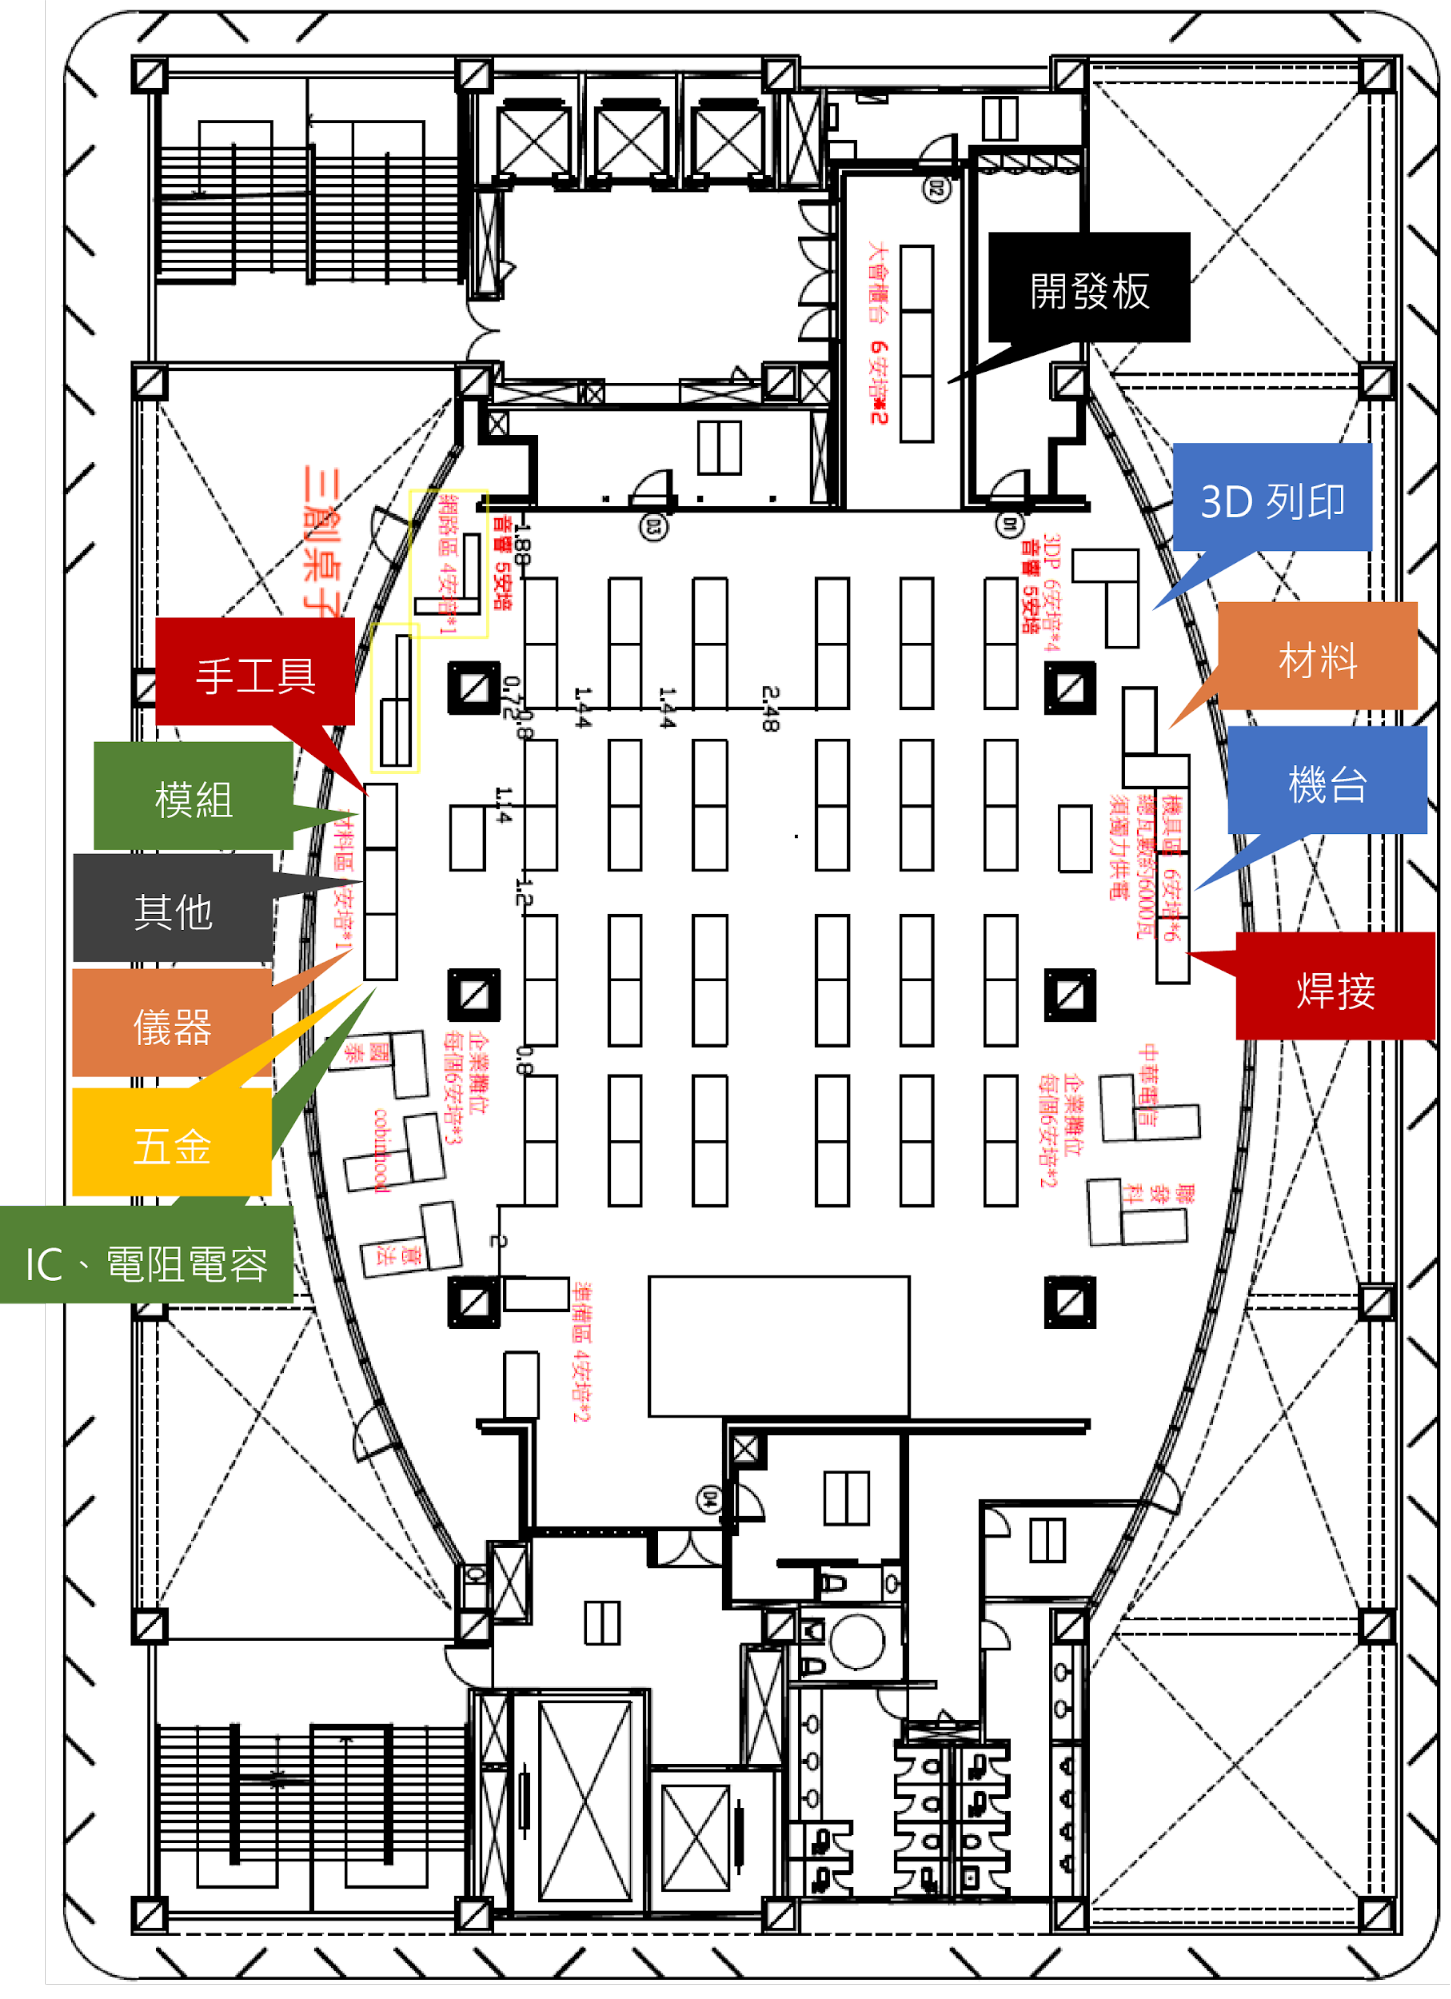 D2
大會櫃台 6安培*2
開發板
3D 列印
三創桌子
網路區 4安培*1
音響 5安培
1.88
D3
D1
3DP 6安培*4
音響 5安培
材料
手工具
0.72
0.8
1.44
1.44
2.48
機台
模組
1.14
機具區 6安培*6
總瓦數約6000瓦
須獨力供電
材料區 安培*1
其他
1.2
焊接
儀器
國泰
企業攤位
每個6安培*3
0.8
中華電信
企業攤位
每個6安培*2
五金
cobinhood
聯發科
IC、電阻電容
意法
2
準備區 4安培*2
D4